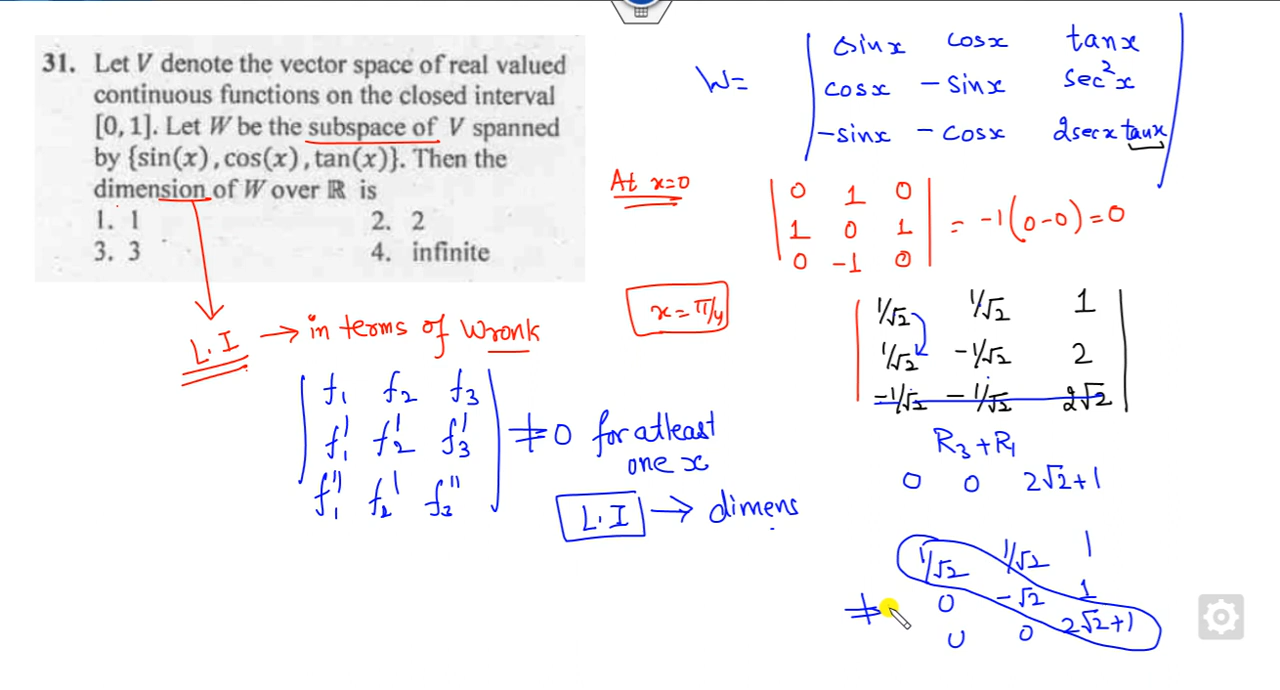 31. Let V denote the vector space of real valued
continuous functions on the closed interval
[0, 1]. Let W be the subspace of V spanned
by {sin(x), cos(x), tan(x)}. Then the
dimension of W over ℝ is
1. 1 2. 2
3. 3 4. infinite
L.I → in terms of Wronk
| f₁ f₂ f₃ |
| f₁' f₂' f₃' | ≠ 0 for atleast
one x
| f₁'' f₂' f₃'' |
L.I → dimens
W = | sinx cosx tanx |
| cosx - sinx sec²x |
| -sinx - cosx 2secx tanx |
At x=0
| 0 1 0 |
| 1 0 1 | = -1(0-0) = 0
| 0 -1 0 |
x = π/4
| 1/√2 1/√2 1 |
| 1/√2 -1/√2 2 |
| -1/√2 -1/√2 2√2 |
R₃ + R₁
0 0 2√2+1
1/√2 1/√2 1
≠ 0 -√2 1
0 0 2√2+1